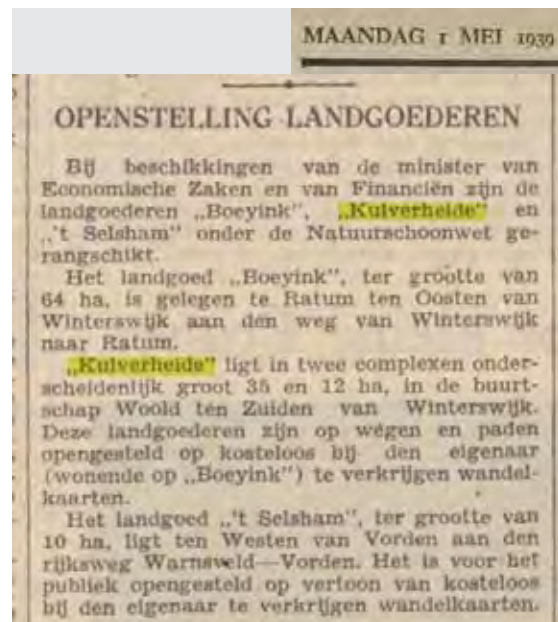 MAANDAG 1 MEI 1939
OPENSTELLING LANDGOEDEREN
Bij beschikkingen van de minister van
Economische Zaken en van Financiën zijn de
landgoederen „Boeyink”, „Kulverheide” en
„'t Selsham” onder de Natuurschoonwet ge-
rangschikt.
Het landgoed „Boeyink”, ter grootte van
64 ha, is gelegen te Ratum ten Oosten van
Winterswijk aan den weg van Winterswijk
naar Ratum.
„Kulverheide” ligt in twee complexen onder-
scheidenlijk groot 35 en 12 ha, in de buurt-
schap Woold ten Zuiden van Winterswijk.
Deze landgoederen zijn op wegen en paden
opengesteld op kosteloos bij den eigenaar
(wonende op „Boeyink”) te verkrijgen wandel-
kaarten.
Het landgoed „'t Selsham”, ter grootte van
10 ha, ligt ten Westen van Vorden aan den
rijksweg Warnsveld—Vorden. Het is voor het
publiek opengesteld op vertoon van kosteloos
bij den eigenaar te verkrijgen wandelkaarten.